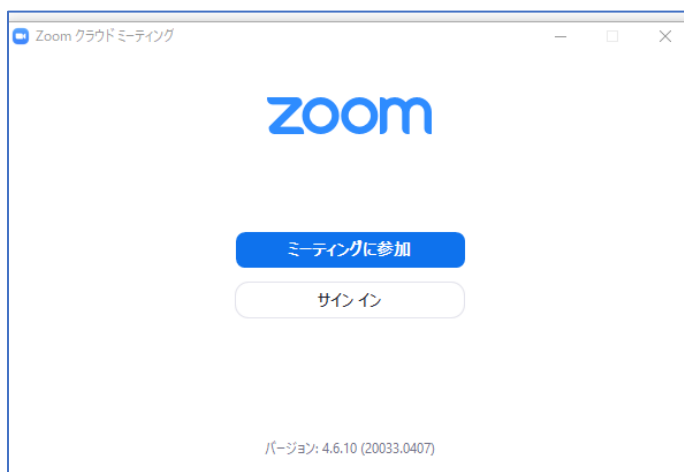 Zoom クラウド ミーティング
zoom
ミーティングに参加
サイン イン
バージョン: 4.6.10 (20033.0407)